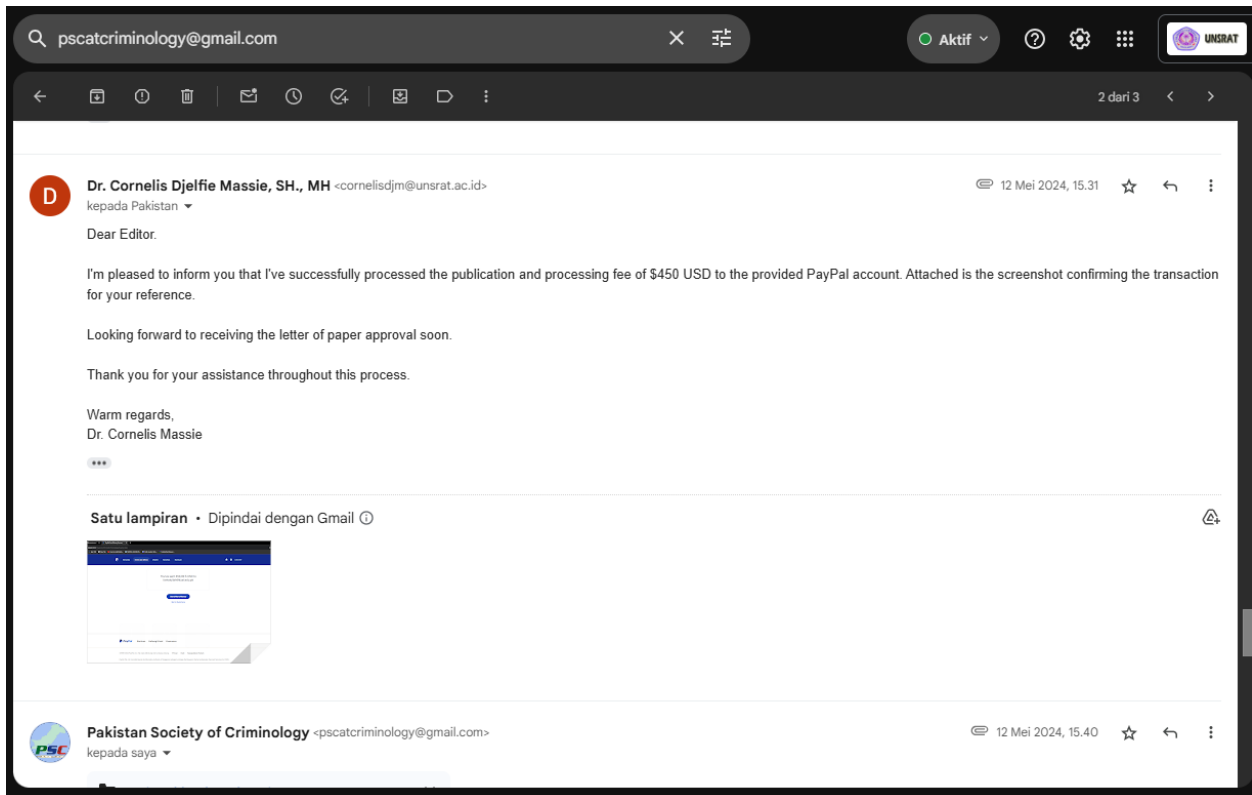 pscatcriminology@gmail.com
Aktif
UNSRAT
2 dari 3
Dr. Cornelis Djelfie Massie, SH., MH <cornelisdjm@unsrat.ac.id>
12 Mei 2024, 15.31
D
kepada Pakistan
Dear Editor.
I'm pleased to inform you that I've successfully processed the publication and processing fee of $450 USD to the provided PayPal account. Attached is the screenshot confirming the transaction
for your reference.
Looking forward to receiving the letter of paper approval soon.
Thank you for your assistance throughout this process.
Warm regards,
Dr. Cornelis Massie
Satu lampiran • Dipindai dengan Gmail
PayPal
Pakistan Society of Criminology <pscatcriminology@gmail.com>
12 Mei 2024, 15.40
PSC
kepada saya